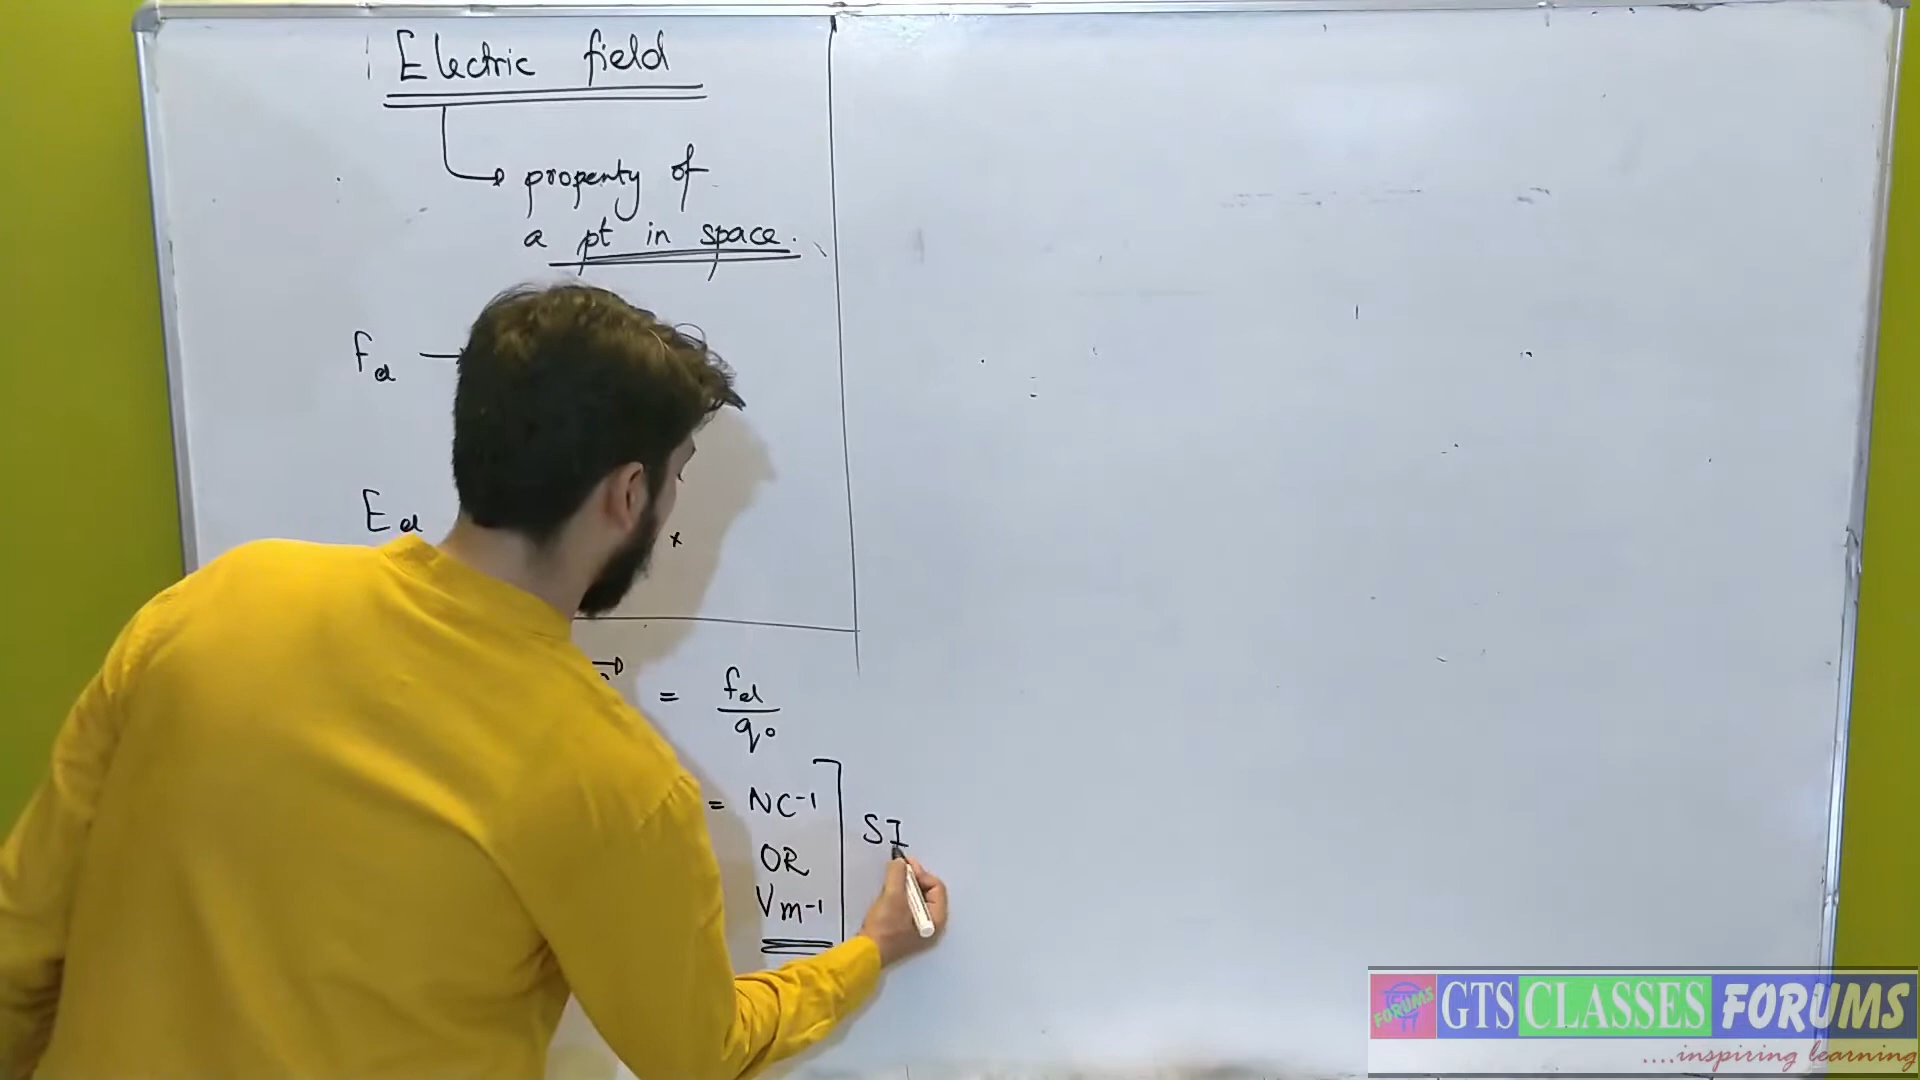 Electric field
property of
a pt in space.
Fel
Eel
x
= fel
q0
= NC-1
OR
Vm-1
SI
FORUMS GTS CLASSES FORUMS
....inspiring learning